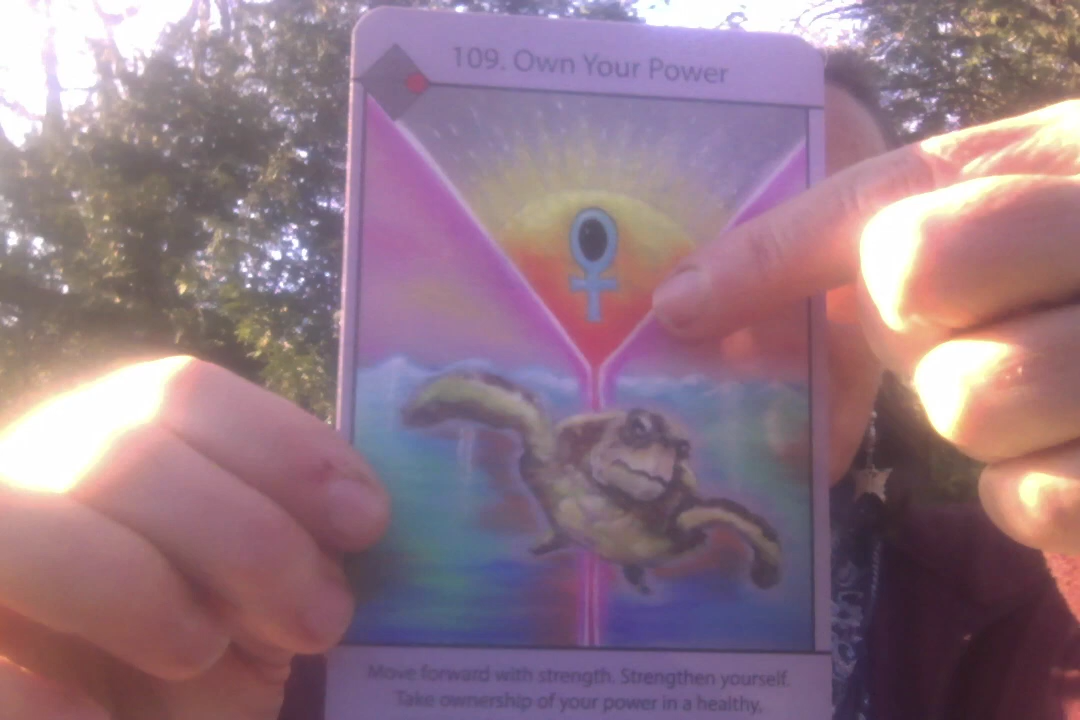 109. Own Your Power
Move forward with strength. Strengthen yourself.
Take ownership of your power in a healthy,